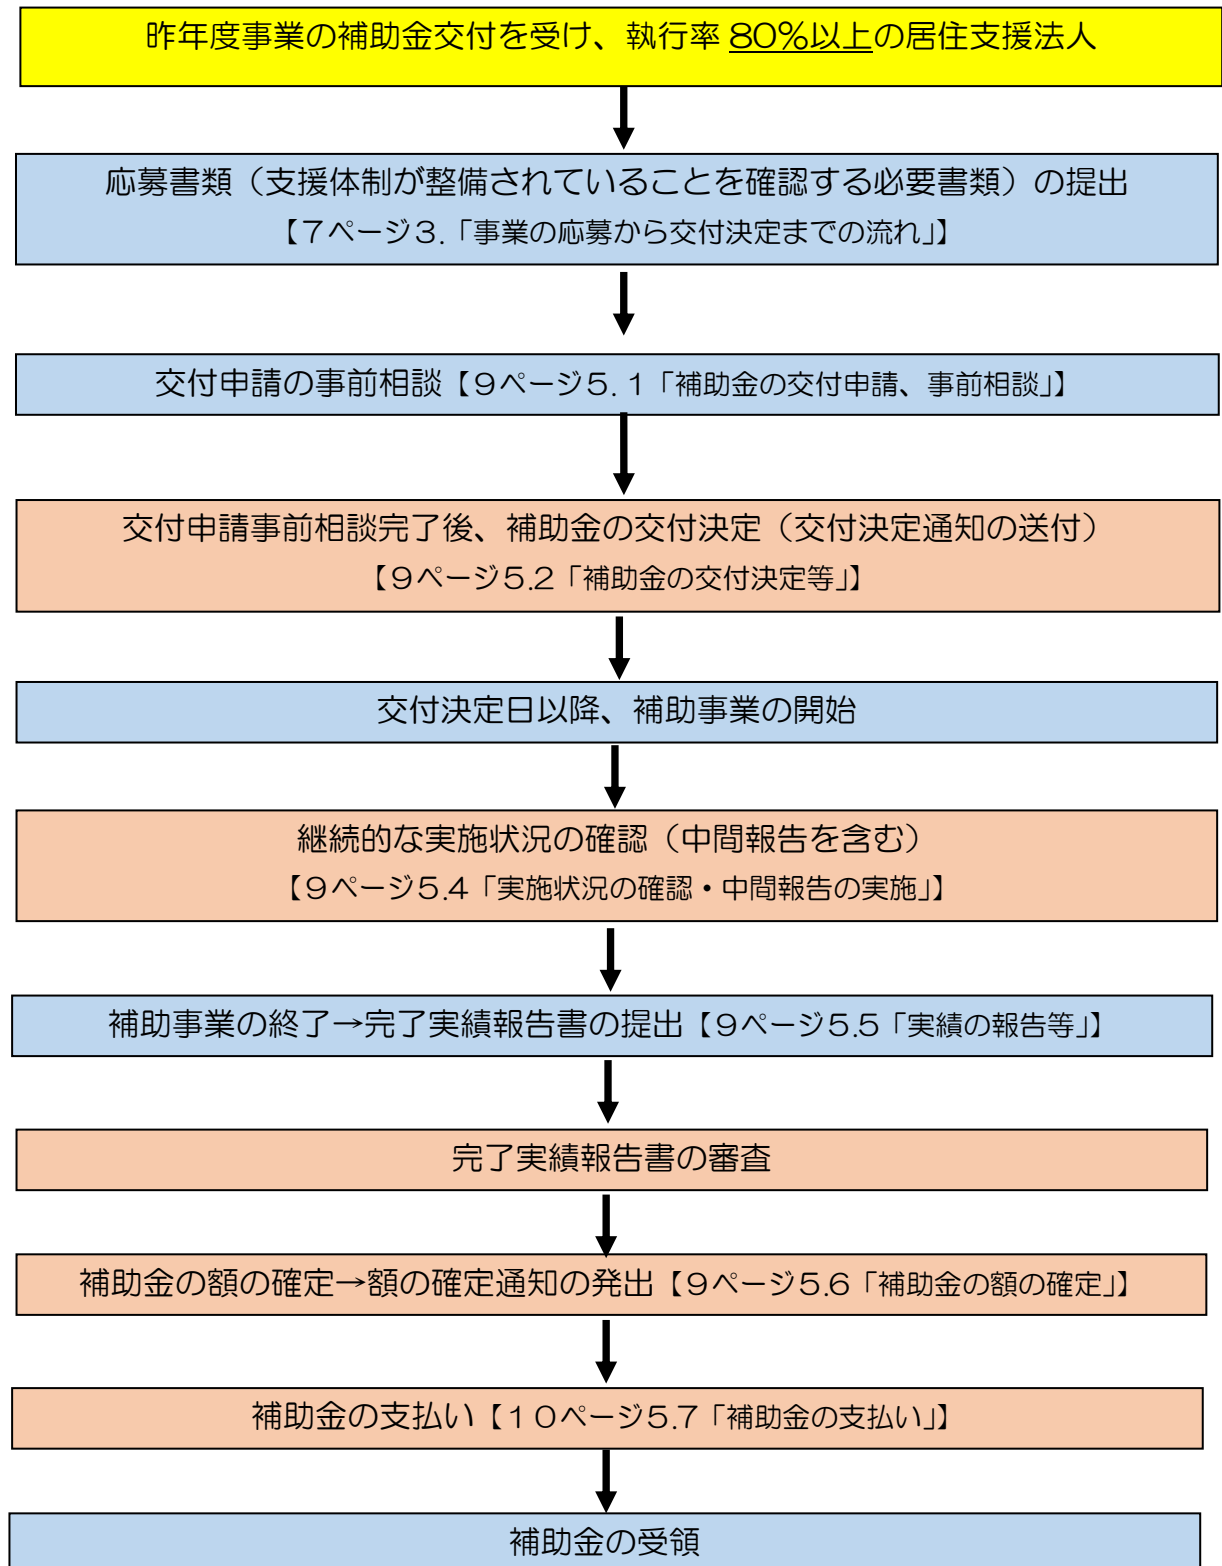 昨年度事業の補助金交付を受け、執行率 80％以上の居住支援法人
応募書類（支援体制が整備されていることを確認する必要書類）の提出
【７ページ３.「事業の応募から交付決定までの流れ」】
交付申請の事前相談【９ページ５.１「補助金の交付申請、事前相談」】
交付申請事前相談完了後、補助金の交付決定（交付決定通知の送付）
【９ページ５.２「補助金の交付決定等」】
交付決定日以降、補助事業の開始
継続的な実施状況の確認（中間報告を含む）
【９ページ５.４「実施状況の確認・中間報告の実施」】
補助事業の終了→完了実績報告書の提出【９ページ５.５「実績の報告等」】
完了実績報告書の審査
補助金の額の確定→額の確定通知の発出【９ページ５.６「補助金の額の確定」】
補助金の支払い【１０ページ５.７「補助金の支払い」】
補助金の受領